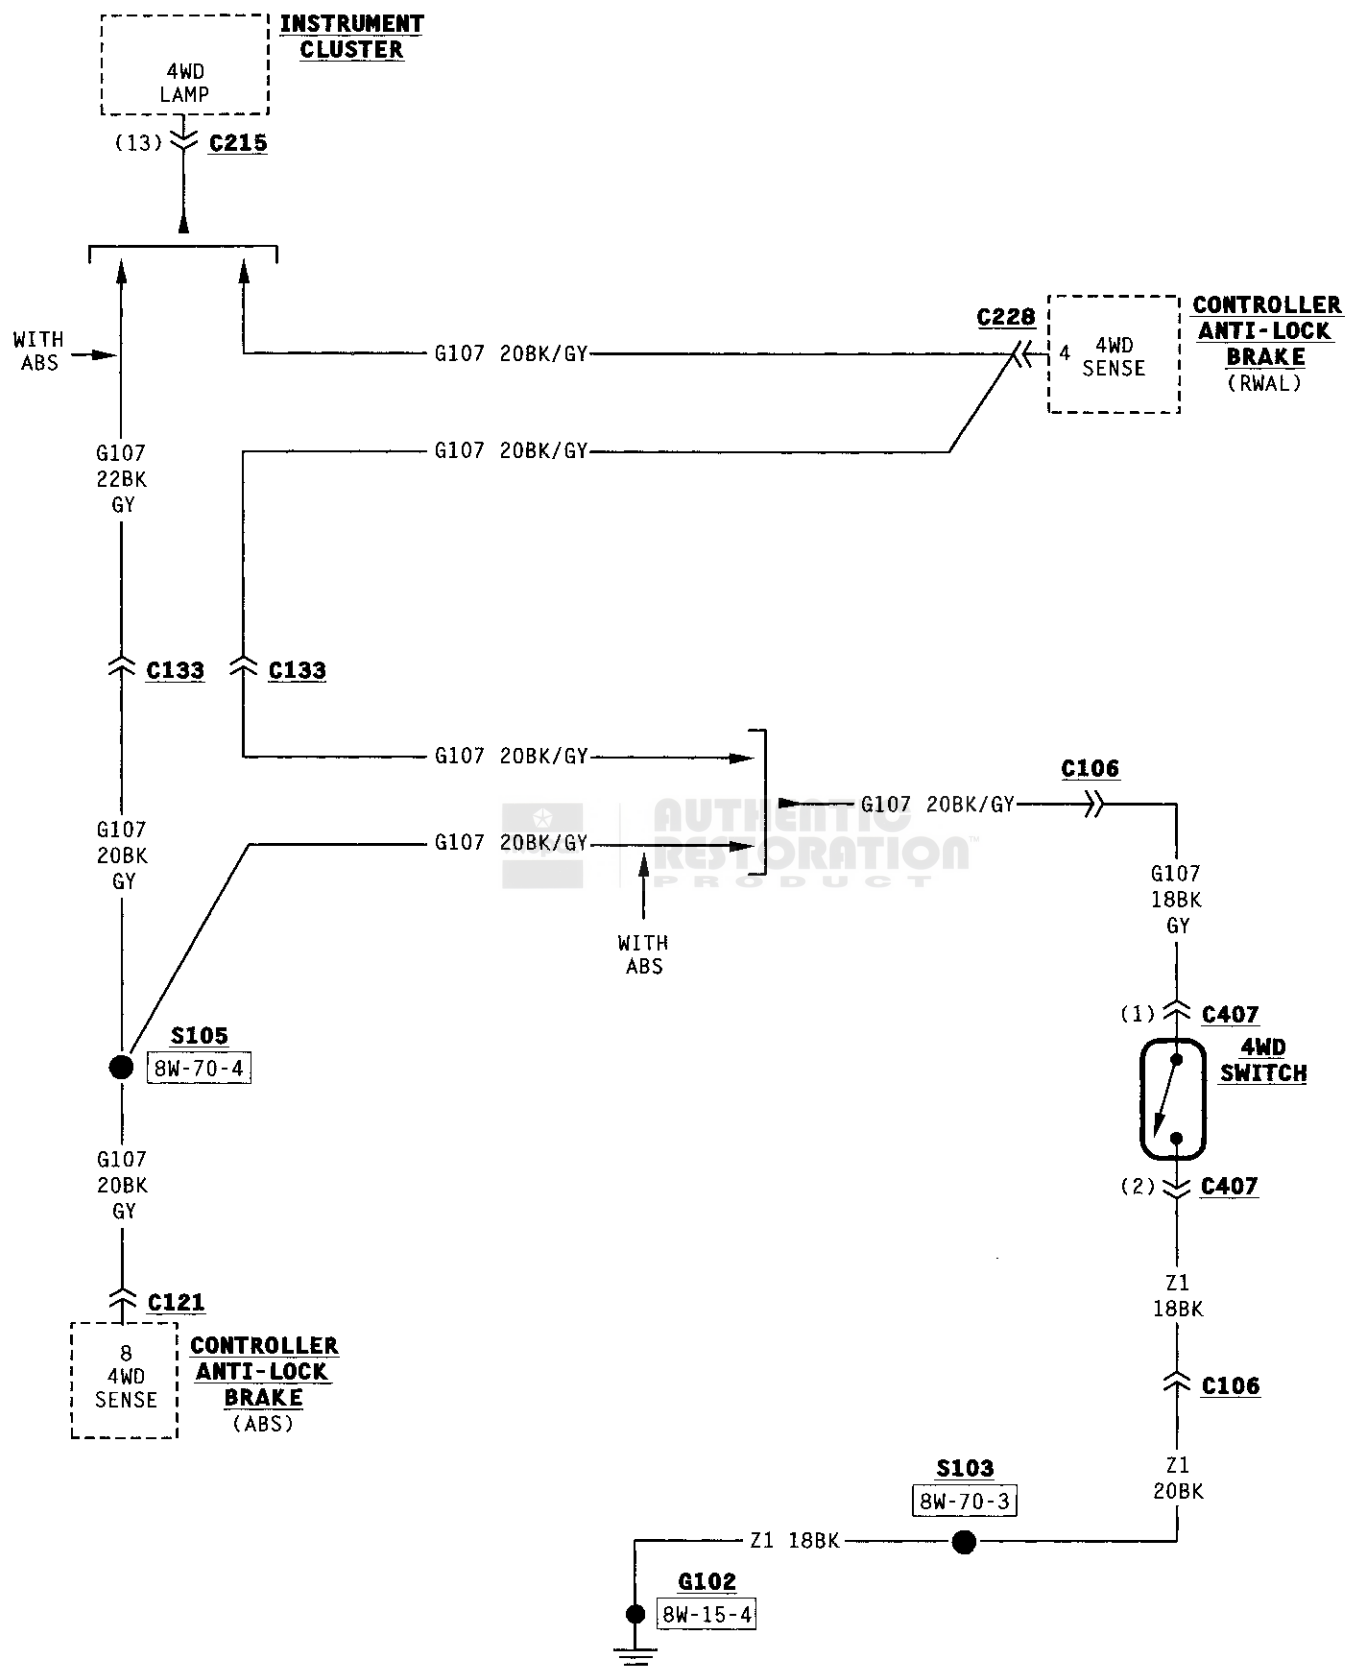 INSTRUMENT
CLUSTER
4WD
LAMP
(13)
C215
WITH
ABS
G107 20BK/GY
C228
4
4WD
SENSE
CONTROLLER
ANTI-LOCK
BRAKE
(RWAL)
G107
22BK
GY
G107 20BK/GY
C133
C133
G107 20BK/GY
C106
G107 20BK/GY
AUTHENTIC
RESTORATION™
PRODUCT
G107
20BK
GY
G107 20BK/GY
WITH
ABS
G107
18BK
GY
(1)
C407
4WD
SWITCH
(2)
C407
S105
8W-70-4
G107
20BK
GY
C121
8
4WD
SENSE
CONTROLLER
ANTI-LOCK
BRAKE
(ABS)
Z1
18BK
C106
Z1
20BK
S103
8W-70-3
Z1 18BK
G102
8W-15-4